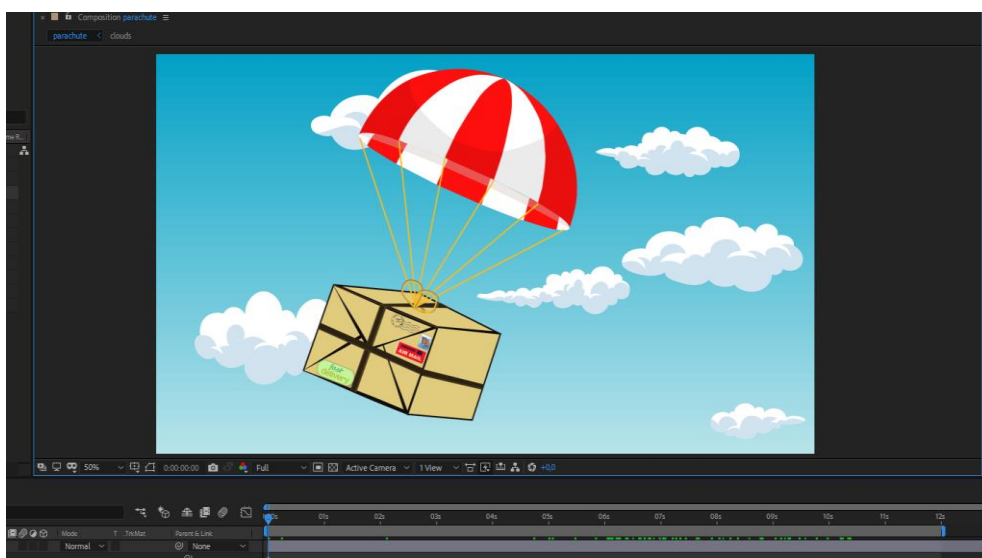 × Composition parachute ≡
parachute < clouds
me R...
AIR MAIL
fast
delivery
50% 0:00:00:00 Full Active Camera 1 View +0,0
00s 01s 02s 03s 04s 05s 06s 07s 08s 09s 10s 11s 12s
Mode T .TrkMat Parent & Link
Normal None